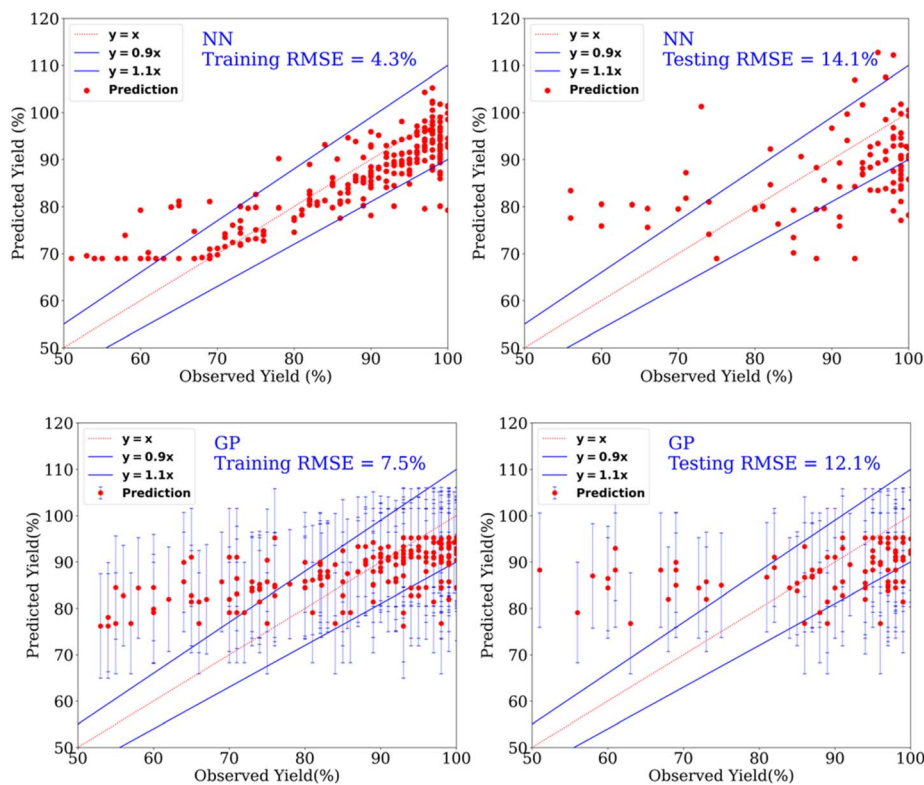 120
110
100
90
80
70
60
50
Predicted Yield (%)
y = x
y = 0.9x
y = 1.1x
Prediction
NN
Training RMSE = 4.3%
50 60 70 80 90 100
Observed Yield (%)
120
110
100
90
80
70
60
50
Predicted Yield (%)
y = x
y = 0.9x
y = 1.1x
Prediction
NN
Testing RMSE = 14.1%
50 60 70 80 90 100
Observed Yield (%)
120
110
100
90
80
70
60
50
Predicted Yield(%)
y = x
y = 0.9x
y = 1.1x
Prediction
GP
Training RMSE = 7.5%
50 60 70 80 90 100
Observed Yield(%)
120
110
100
90
80
70
60
50
Predicted Yield(%)
y = x
y = 0.9x
y = 1.1x
Prediction
GP
Testing RMSE = 12.1%
50 60 70 80 90 100
Observed Yield(%)